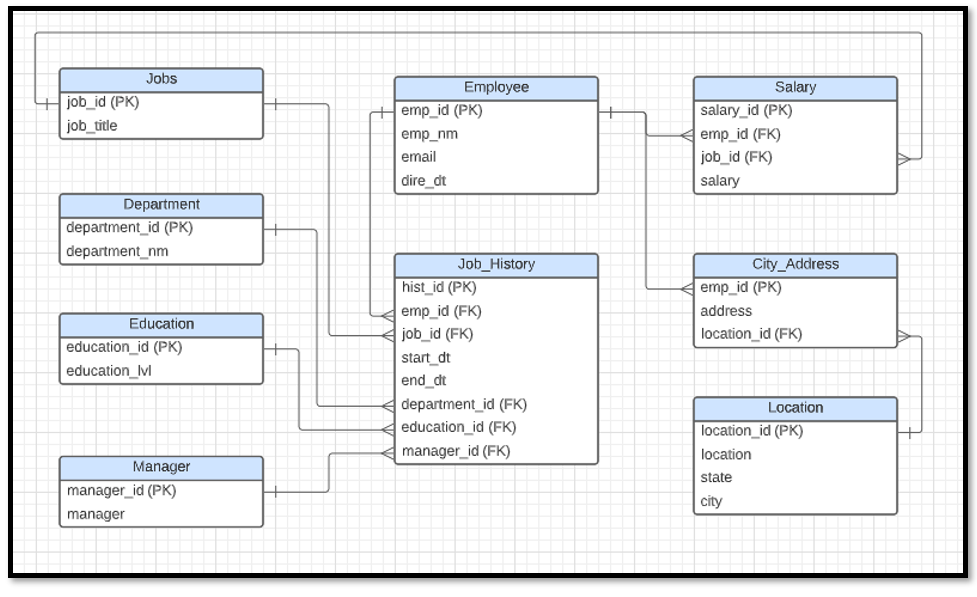 Jobs
job_id (PK)
job_title
Department
department_id (PK)
department_nm
Education
education_id (PK)
education_lvl
Manager
manager_id (PK)
manager
Employee
emp_id (PK)
emp_nm
email
dire_dt
Job_History
hist_id (PK)
emp_id (FK)
job_id (FK)
start_dt
end_dt
department_id (FK)
education_id (FK)
manager_id (FK)
Salary
salary_id (PK)
emp_id (FK)
job_id (FK)
salary
City_Address
emp_id (PK)
address
location_id (FK)
Location
location_id (PK)
location
state
city